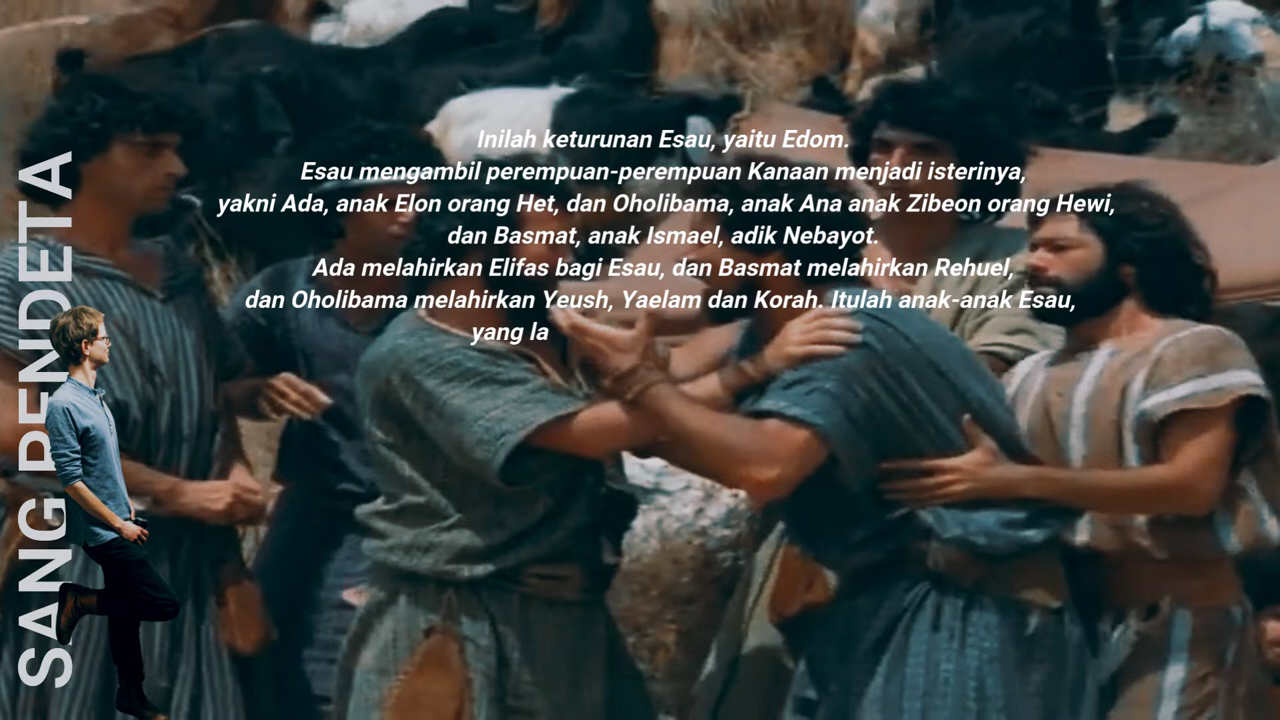 Inilah keturunan Esau, yaitu Edom.
Esau mengambil perempuan-perempuan Kanaan menjadi isterinya,
yakni Ada, anak Elon orang Het, dan Oholibama, anak Ana anak Zibeon orang Hewi,
dan Basmat, anak Ismael, adik Nebayot.
Ada melahirkan Elifas bagi Esau, dan Basmat melahirkan Rehuel,
dan Oholibama melahirkan Yeush, Yaelam dan Korah. Itulah anak-anak Esau,
yang la
SANG PENDETA